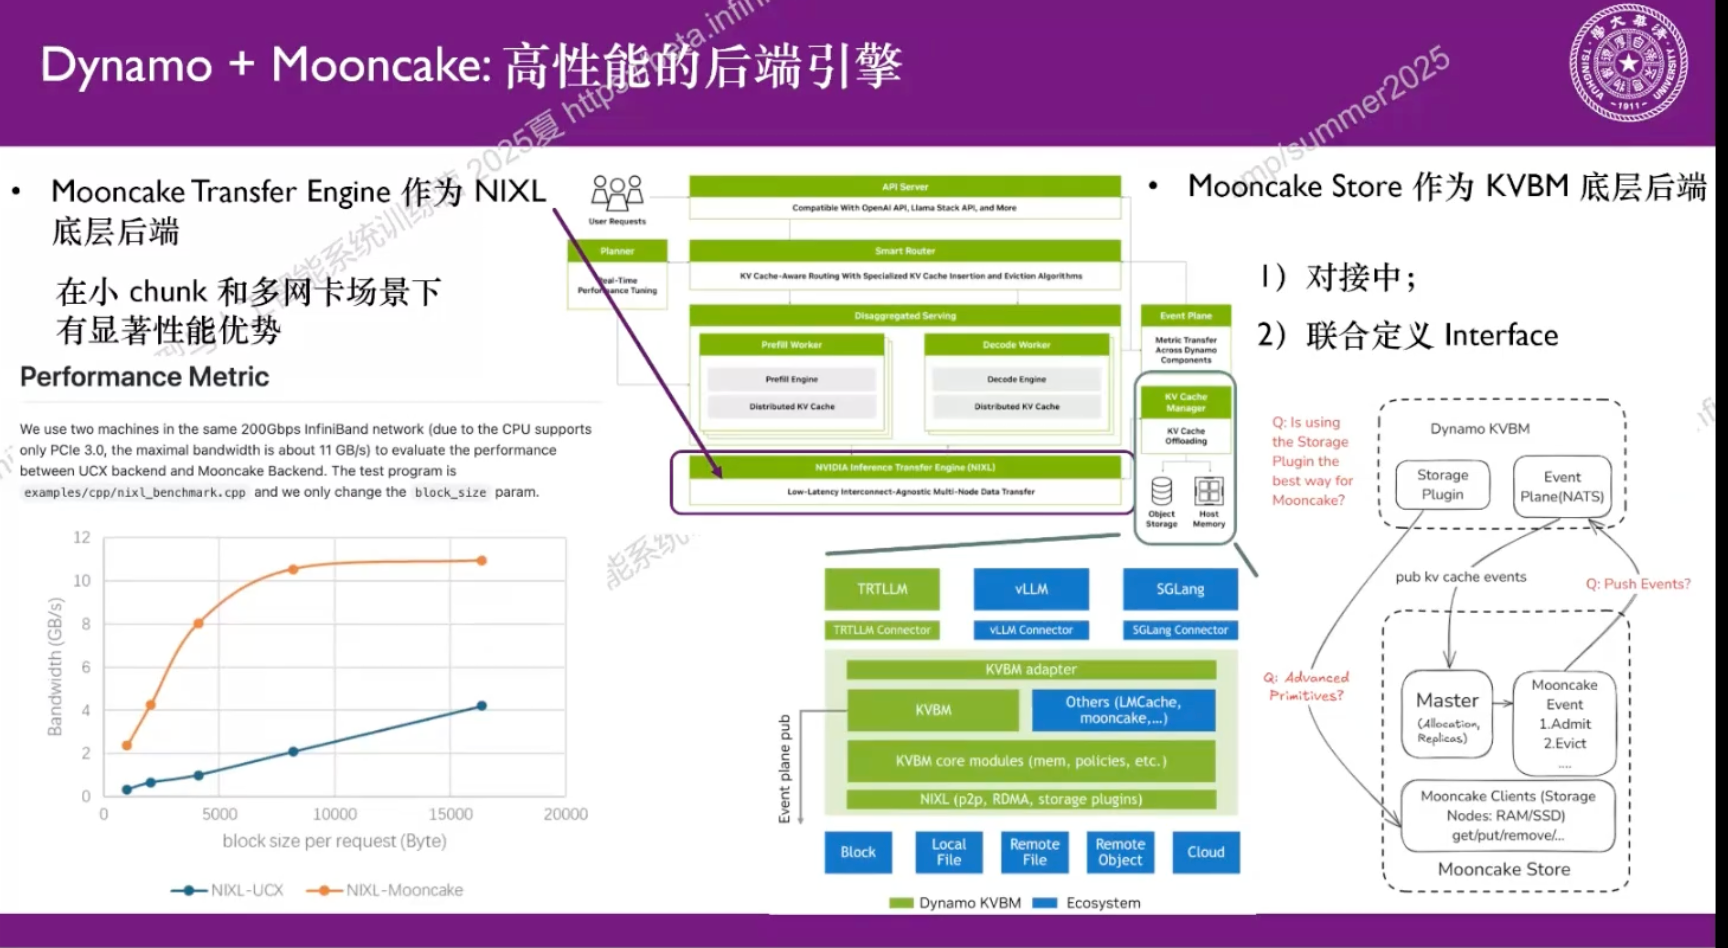 Dynamo + Mooncake: 高性能的后端引擎
• Mooncake Transfer Engine 作为 NIXL
底层后端
在小 chunk 和多网卡场景下
有显著性能优势
Performance Metric
We use two machines in the same 200Gbps InfiniBand network (due to the CPU supports
only PCIe 3.0, the maximal bandwidth is about 11 GB/s) to evaluate the performance
between UCX backend and Mooncake Backend. The test program is
examples/cpp/nixl_benchmark.cpp and we only change the block_size param.
12
10
8
6
4
2
0
Bandwidth (GB/s)
0
5000
10000
15000
20000
block size per request (Byte)
NIXL-UCX
NIXL-Mooncake
User Requests
API Server
Compatible With OpenAI API, Llama Stack API, and More
Planner
Real-Time
Performance Tuning
Smart Router
KV Cache-Aware Routing With Specialized KV Cache Insertion and Eviction Algorithms
Disaggregated Serving
Prefill Worker
Prefill Engine
Distributed KV Cache
Decode Worker
Decode Engine
Distributed KV Cache
Event Plane
Metric Transfer
Across Dynamo
Components
KV Cache
Manager
KV Cache
Offloading
Object
Storage
Host
Memory
NVIDIA Inference Transfer Engine (NIXL)
Low-Latency Interconnect-Agnostic Multi-Node Data Transfer
TRTLLM
vLLM
SGLang
TRTLLM Connector
vLLM Connector
SGLang Connector
KVBM adapter
KVBM
Others (LMCache,
mooncake,...)
KVBM core modules (mem, policies, etc.)
NIXL (p2p, RDMA, storage plugins)
Event plane pub
Block
Local
File
Remote
File
Remote
Object
Cloud
Dynamo KVBM
Ecosystem
• Mooncake Store 作为 KVBM 底层后端
1）对接中；
2）联合定义 Interface
Q: Is using
the Storage
Plugin the
best way for
Mooncake?
Dynamo KVBM
Storage
Plugin
Event
Plane(NATS)
pub kv cache events
Q: Push Events?
Q: Advanced
Primitives?
Master
(Allocation,
Replicas)
Mooncake
Event
1.Admit
2.Evict
....
Mooncake Clients (Storage
Nodes: RAM/SSD)
get/put/remove/...
Mooncake Store
TSINGHUA UNIVERSITY
-1911-